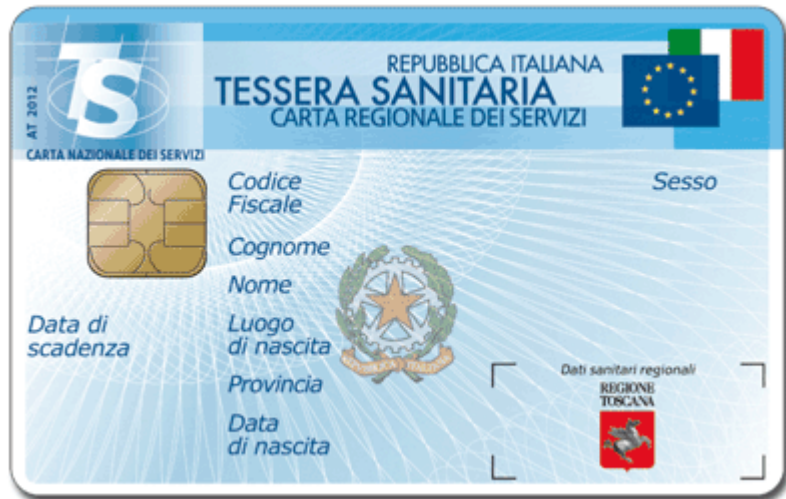 AT 2012
TS
CARTA NAZIONALE DEI SERVIZI
REPUBBLICA ITALIANA
TESSERA SANITARIA
CARTA REGIONALE DEI SERVIZI
Codice
Fiscale
Sesso
Cognome
Nome
Data di
scadenza
Luogo
di nascita
Provincia
Data
di nascita
Dati sanitari regionali
REGIONE
TOSCANA